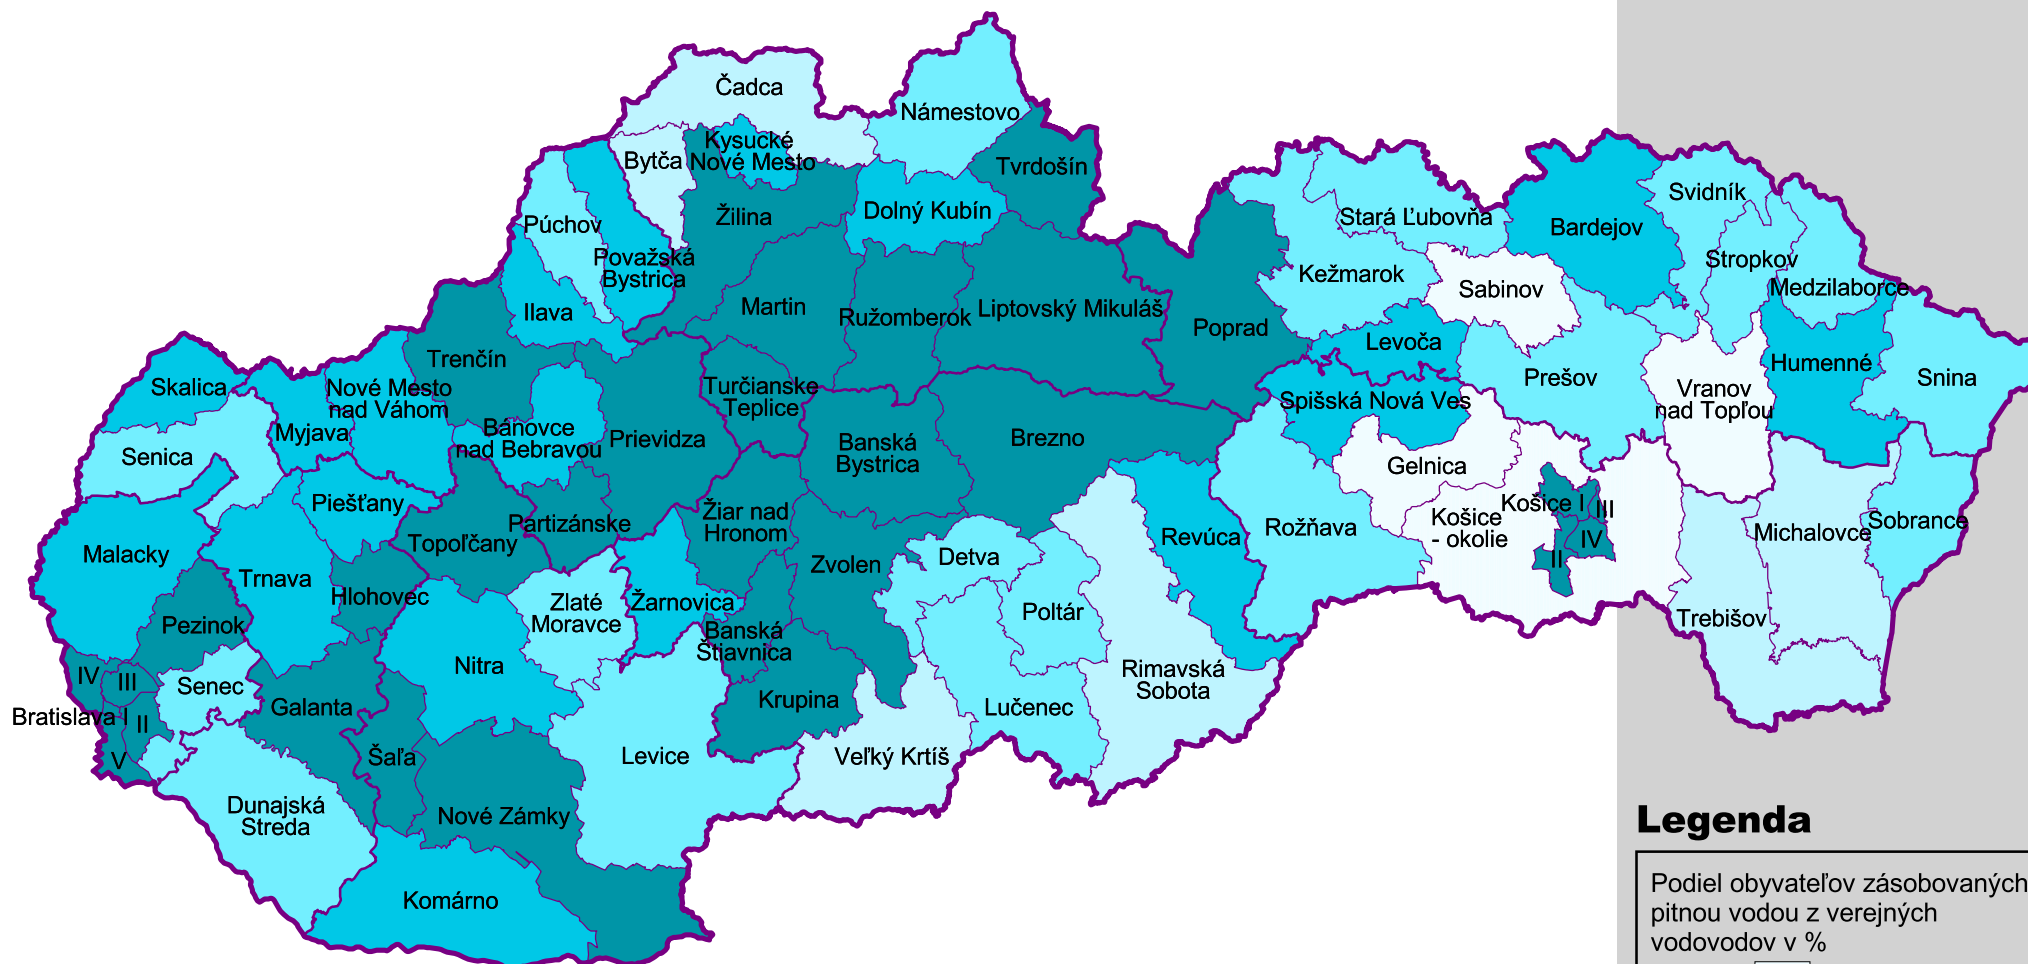 Čadca
Námestovo
Kysucké
Nové Mesto
Bytča
Tvrdošín
Púchov
Žilina
Dolný Kubín
Považská
Bystrica
Ilava
Martin
Ružomberok
Liptovský Mikuláš
Poprad
Stará Ľubovňa
Kežmarok
Sabinov
Bardejov
Svidník
Stropkov
Medzilaborce
Levoča
Prešov
Humenné
Snina
Vranov
nad Topľou
Spišská Nová Ves
Gelnica
Trenčín
Skalica
Nové Mesto
nad Váhom
Myjava
Senica
Bánovce
nad Bebravou
Prievidza
Turčianske
Teplice
Banská
Bystrica
Brezno
Piešťany
Partizánske
Topoľčany
Žiar nad
Hronom
Zvolen
Detva
Revúca
Rožňava
Košice
- okolie
Košice I
III
IV
II
Michalovce
Sobrance
Trebišov
Malacky
Trnava
Hlohovec
Pezinok
Zlaté
Moravce
Žarnovica
Banská
Štiavnica
Poltár
Rimavská
Sobota
Nitra
Krupina
Lučenec
Veľký Krtíš
Levice
IV
III
Bratislava I
II
V
Senec
Galanta
Šaľa
Dunajská
Streda
Nové Zámky
Komárno
Legenda
Podiel obyvateľov zásobovaných
pitnou vodou z verejných
vodovodov v %